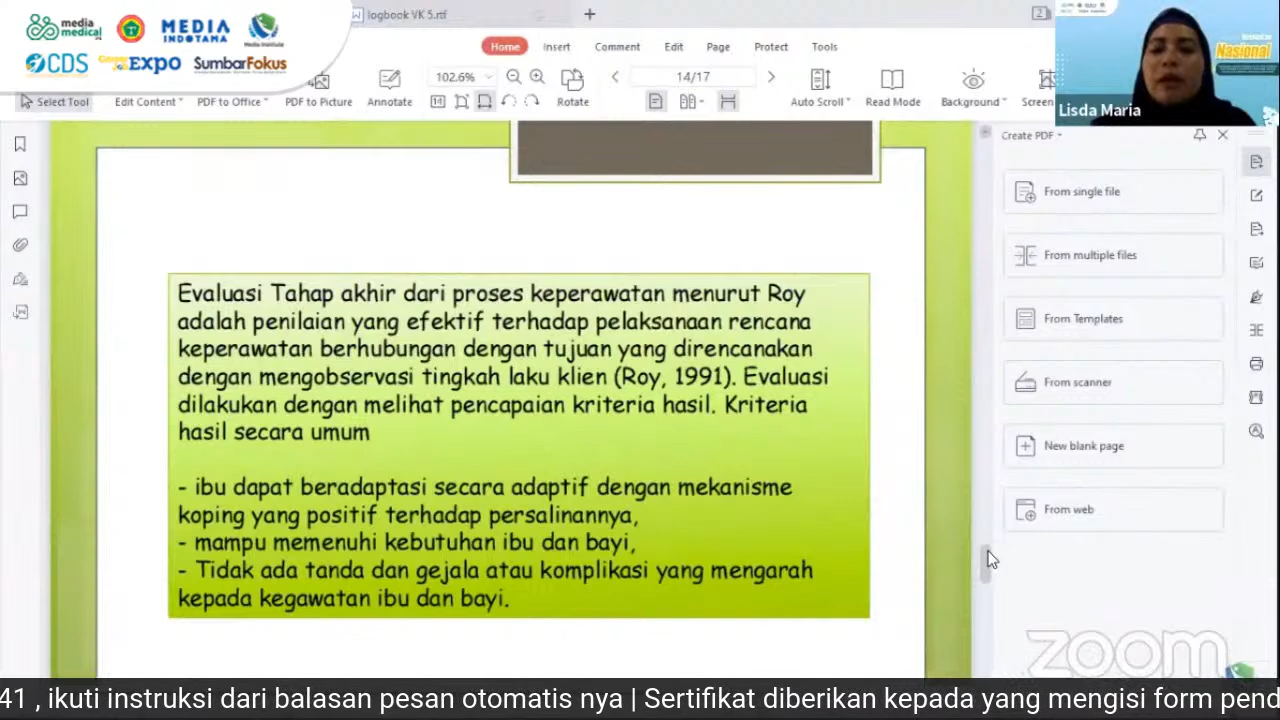 media
medical
MEDIA
INDOTAMA
Media Institute
CDS
Expo
SumbarFokus
logbook VK 5.rtf
2
Home Insert Comment Edit Page Protect Tools
102.6% 14/17
Select Tool Edit Content PDF to Office PDF to Picture Annotate Rotate Auto Scroll Read Mode Background Screen
Nasional
Lisda Maria
Create PDF
From single file
From multiple files
From Templates
From scanner
New blank page
From web
Evaluasi Tahap akhir dari proses keperawatan menurut Roy
adalah penilaian yang efektif terhadap pelaksanaan rencana
keperawatan berhubungan dengan tujuan yang direncanakan
dengan mengobservasi tingkah laku klien (Roy, 1991). Evaluasi
dilakukan dengan melihat pencapaian kriteria hasil. Kriteria
hasil secara umum
- ibu dapat beradaptasi secara adaptif dengan mekanisme
koping yang positif terhadap persalinannya,
- mampu memenuhi kebutuhan ibu dan bayi,
- Tidak ada tanda dan gejala atau komplikasi yang mengarah
kepada kegawatan ibu dan bayi.
zoom
41 , ikuti instruksi dari balasan pesan otomatis nya | Sertifikat diberikan kepada yang mengisi form pend